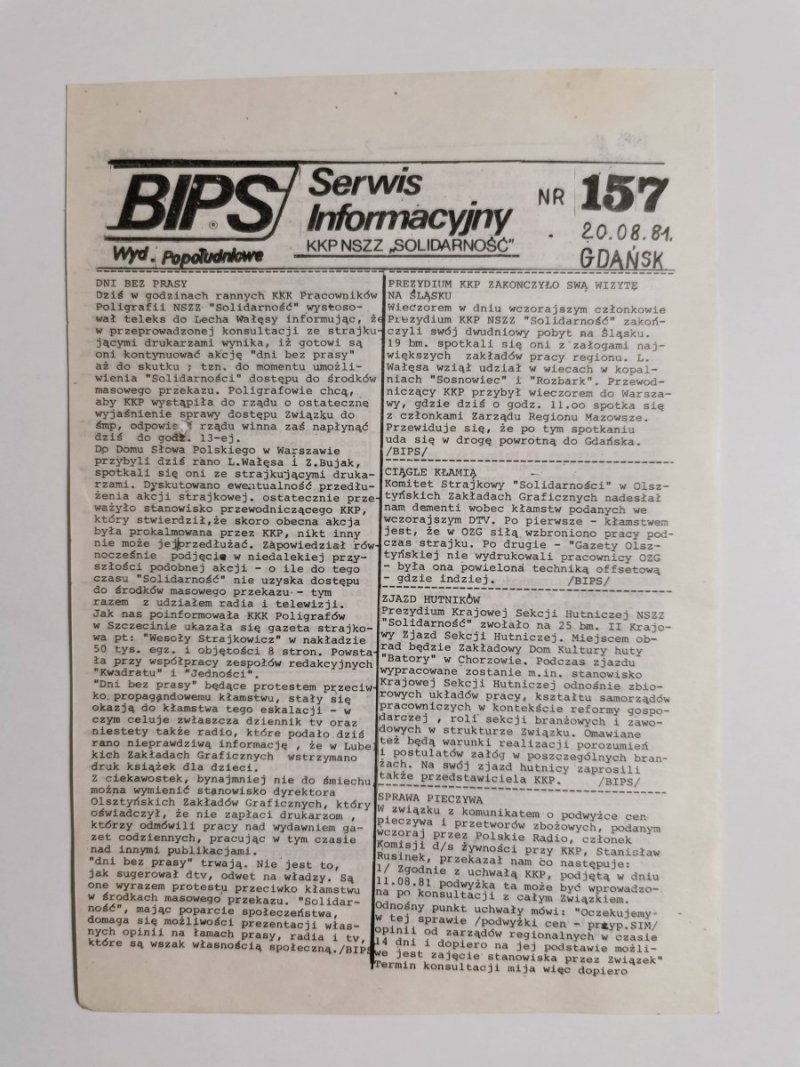 BIPS
Serwis
Informacyjny
KKP NSZZ „SOLIDARNOŚĆ”
NR 157
20.08.81.
GDAŃSK
Wyd. Popołudniowe
DNI BEZ PRASY
Dziś w godzinach rannych KKK Pracowników
Poligrafii NSZZ "Solidarność" wystoso-
wał teleks do Lecha Wałęsy informując, że
w przeprowadzonej konsultacji ze strajku-
jącymi drukarzami wynika, iż gotowi są
oni kontynuować akcję "dni bez prasy"
aż do skutku ; tzn. do momentu umożli-
wienia "Solidarności" dostępu do środków
masowego przekazu. Poligrafowie chcą,
aby KKP wystąpiła do rządu o ostateczne
wyjaśnienie sprawy dostępu Związku do
śmp, odpowie rządu winna zaś napłynąć
dziś do godz. 13-ej.
Do Domu Słowa Polskiego w Warszawie
przybyli dziś rano L.Wałęsa i Z.Bujak,
spotkali się oni ze strajkującymi druka-
rzami. Dyskutowano ewentualność przedłu-
żenia akcji strajkowej. ostatecznie prze-
ważyło stanowisko przewodniczącego KKP,
który stwierdził,że skoro obecna akcja
była prokalmowana przez KKP, nikt inny
nie może jej przedłużać. Zapowiedział rów-
nocześnie podjęcie w niedalekiej przy-
szłości podobnej akcji - o ile do tego
czasu "Solidarność" nie uzyska dostępu
do środków masowego przekazu - tym
razem z udziałem radia i telewizji.
Jak nas poinformowała KKK Poligrafów
w Szczecinie ukazała się gazeta strajko-
wa pt: "Wesoły Strajkowicz" w nakładzie
50 tys. egz. i objętości 8 stron. Powsta-
ła przy współpracy zespołów redakcyjnych
"Kwadratu" i "Jedności".
"Dni bez prasy" będące protestem przeciw-
ko propagandowemu kłamstwu, stały się
okazją do kłamstwa tego eskalacji - w
czym celuje zwłaszcza dziennik tv oraz
niestety także radio, które podało dziś
rano nieprawdziwą informację , że w Lubel
kich Zakładach Graficznych wstrzymano
druk książek dla dzieci.
Z ciekawostek, bynajmniej nie do śmiechu
można wymienić stanowisko dyrektora
Olsztyńskich Zakładów Graficznych, który
oświadczył, że nie zapłaci drukarzom ,
którzy odmówili pracy nad wydawniem ga-
zet codziennych, pracując w tym czasie
nad innymi publikacjami.
"dni bez prasy" trwają. Nie jest to,
jak sugerował dtv, odwet na władzy. Są
one wyrazem protestu przeciwko kłamstwu
w środkach masowego przekazu. "Solidar-
ność", mając poparcie społeczeństwa,
domaga się możliwości prezentacji włas-
nych opinii na łamach prasy, radia i tv,
które są wszak własnością społeczną./BIPS
PREZYDIUM KKP ZAKOŃCZYŁO SWĄ WIZYTĘ
NA ŚLĄSKU
Wieczorem w dniu wczorajszym członkowie
Prezydium KKP NSZZ "Solidarność" zakoń-
czyli swój dwudniowy pobyt na Śląsku.
19 bm. spotkali się oni z załogami naj-
większych zakładów pracy regionu. L.
Wałęsa wziął udział w wiecach w kopal-
niach "Sosnowiec" i "Rozbark". Przewod-
niczący KKP przybył wieczorem do Warsza-
wy, gdzie dziś o godz. 11.oo spotka się
z członkami Zarządu Regionu Mazowsze.
Przewiduje się, że po tym spotkaniu
uda się w drogę powrotną do Gdańska.
/BIPS/
CIĄGLE KŁAMIĄ
Komitet Strajkowy "Solidarności" w Olsz-
tyńskich Zakładach Graficznych nadesłał
nam dementi wobec kłamstw podanych we
wczorajszym DTV. Po pierwsze - kłamstwem
jest, że w OZG siłą wzbroniono pracy pod-
czas strajku. Po drugie - "Gazety Olsz-
tyńskiej nie wydrukowali pracownicy OZG
- była ona powielona techniką offsetową
- gdzie indziej. /BIPS/
ZJAZD HUTNIKÓW
Prezydium Krajowej Sekcji Hutniczej NSZZ
"Solidarność" zwołało na 25 bm. II Krajo-
wy Zjazd Sekcji Hutniczej. Miejscem ob-
rad będzie Zakładowy Dom Kultury huty
"Batory" w Chorzowie. Podczas zjazdu
wypracowane zostanie m.in. stanowisko
Krajowej Sekcji Hutniczej odnośnie zbio-
rowych układów pracy, kształtu samorządów
pracowniczych w kontekście reformy gospo-
darczej , roli sekcji branżowych i zawo-
dowych w strukturze Związku. Omawiane
też będą warunki realizacji porozumień
i postulatów załóg w poszczególnych bran-
żach. Na swój zjazd hutnicy zaprosili
także przedstawiciela KKP. /BIPS/
SPRAWA PIECZYWA
W związku z komunikatem o podwyżce cen
pieczywa i przetworów zbożowych, podanym
wczoraj przez Polskie Radio, członek
Komisji d/s Żywności przy KKP, Stanisław
Rusinek, przekazał nam co następuje:
1/ Zgodnie z uchwałą KKP, podjętą w dniu
11.08.81 podwyżka ta może być wprowadzo-
na po konsultacji z całym Związkiem.
Odnośny punkt uchwały mówi: "Oczekujemy
w tej sprawie /podwyżki cen - przyp.SIM/
opinii od zarządów regionalnych w czasie
14 dni i dopiero na jej podstawie możli-
we jest zajęcie stanowiska przez Związek"
Termin konsultacji mija więc dopiero